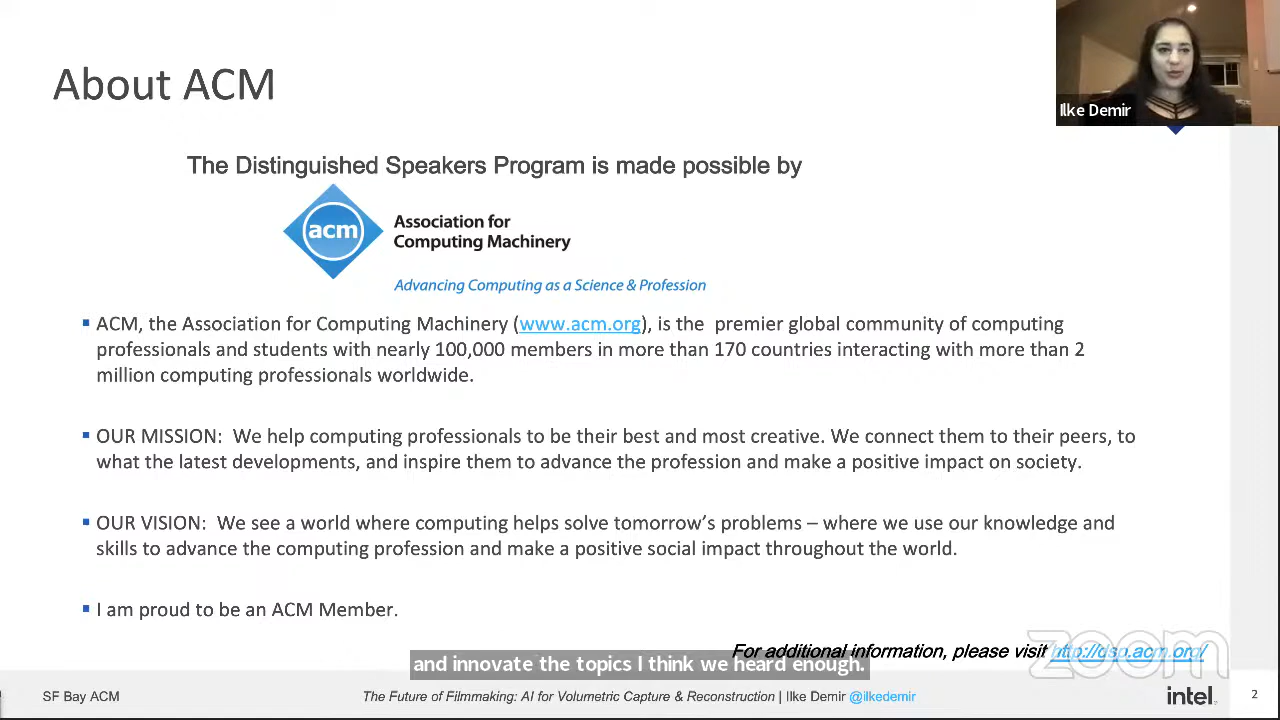 About ACM
Ilke Demir
The Distinguished Speakers Program is made possible by
acm
Association for
Computing Machinery
Advancing Computing as a Science & Profession
▪ ACM, the Association for Computing Machinery (www.acm.org), is the premier global community of computing
professionals and students with nearly 100,000 members in more than 170 countries interacting with more than 2
million computing professionals worldwide.
▪ OUR MISSION: We help computing professionals to be their best and most creative. We connect them to their peers, to
what the latest developments, and inspire them to advance the profession and make a positive impact on society.
▪ OUR VISION: We see a world where computing helps solve tomorrow's problems – where we use our knowledge and
skills to advance the computing profession and make a positive social impact throughout the world.
▪ I am proud to be an ACM Member.
For additional information, please visit http://dsp.acm.org/
zoom
and innovate the topics I think we heard enough.
SF Bay ACM
The Future of Filmmaking: AI for Volumetric Capture & Reconstruction | Ilke Demir @ilkedemir
intel.
2